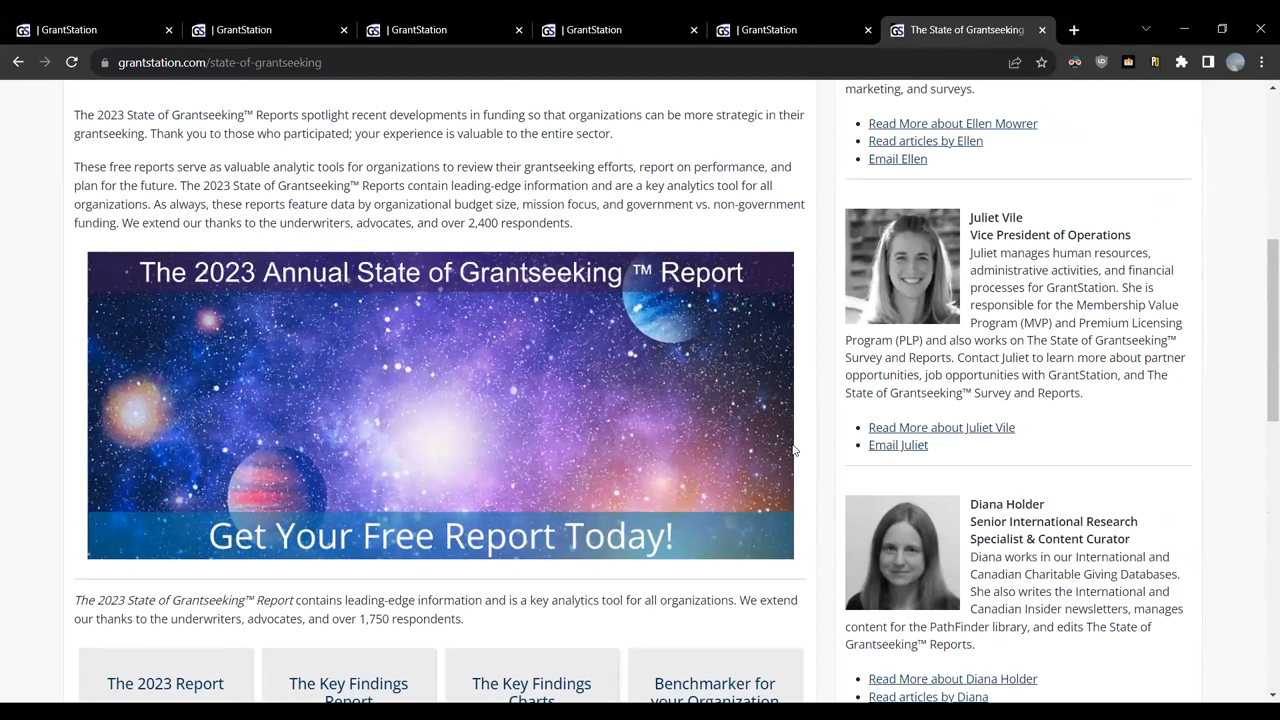 | GrantStation
| GrantStation
| GrantStation
| GrantStation
| GrantStation
The State of Grantseeking
grantstation.com/state-of-grantseeking
The 2023 State of Grantseeking™ Reports spotlight recent developments in funding so that organizations can be more strategic in their
grantseeking. Thank you to those who participated; your experience is valuable to the entire sector.
These free reports serve as valuable analytic tools for organizations to review their grantseeking efforts, report on performance, and
plan for the future. The 2023 State of Grantseeking™ Reports contain leading-edge information and are a key analytics tool for all
organizations. As always, these reports feature data by organizational budget size, mission focus, and government vs. non-government
funding. We extend our thanks to the underwriters, advocates, and over 2,400 respondents.
The 2023 Annual State of Grantseeking ™ Report
Get Your Free Report Today!
The 2023 State of Grantseeking™ Report contains leading-edge information and is a key analytics tool for all organizations. We extend
our thanks to the underwriters, advocates, and over 1,750 respondents.
The 2023 Report
The Key Findings
Report
The Key Findings
Charts
Benchmarker for
your Organization
marketing, and surveys.
Read More about Ellen Mowrer
Read articles by Ellen
Email Ellen
Juliet Vile
Vice President of Operations
Juliet manages human resources,
administrative activities, and financial
processes for GrantStation. She is
responsible for the Membership Value
Program (MVP) and Premium Licensing
Program (PLP) and also works on The State of Grantseeking™
Survey and Reports. Contact Juliet to learn more about partner
opportunities, job opportunities with GrantStation, and The
State of Grantseeking™ Survey and Reports.
Read More about Juliet Vile
Email Juliet
Diana Holder
Senior International Research
Specialist & Content Curator
Diana works in our International and
Canadian Charitable Giving Databases.
She also writes the International and
Canadian Insider newsletters, manages
content for the PathFinder library, and edits The State of
Grantseeking™ Reports.
Read More about Diana Holder
Read articles by Diana